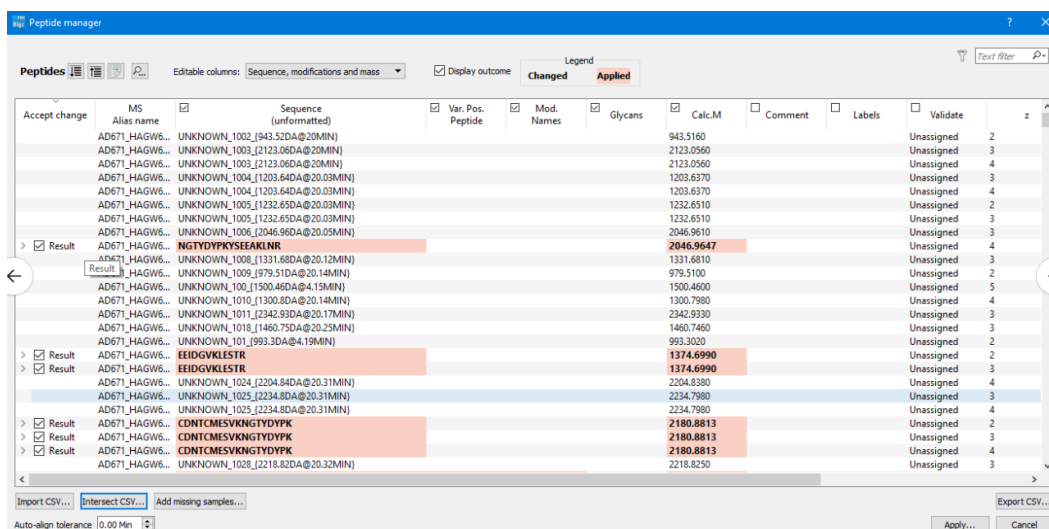 Peptide manager
Peptides Editable columns: Sequence, modifications and mass Display outcome Legend Changed Applied Text filter
Accept change MS Alias name Sequence (unformatted) Var. Pos. Peptide Mod. Names Glycans Calc.M Comment Labels Validate z
AD671_HAGW6... UNKNOWN_1002_{943.52DA@20MIN} 943.5160 Unassigned 2
AD671_HAGW6... UNKNOWN_1003_{2123.06DA@20MIN} 2123.0560 Unassigned 3
AD671_HAGW6... UNKNOWN_1003_{2123.06DA@20MIN} 2123.0560 Unassigned 4
AD671_HAGW6... UNKNOWN_1004_{1203.64DA@20.03MIN} 1203.6370 Unassigned 3
AD671_HAGW6... UNKNOWN_1004_{1203.64DA@20.03MIN} 1203.6370 Unassigned 4
AD671_HAGW6... UNKNOWN_1005_{1232.65DA@20.03MIN} 1232.6510 Unassigned 2
AD671_HAGW6... UNKNOWN_1005_{1232.65DA@20.03MIN} 1232.6510 Unassigned 3
AD671_HAGW6... UNKNOWN_1006_{2046.96DA@20.05MIN} 2046.9610 Unassigned 3
Result AD671_HAGW6... NGTYDYPKYSEEAKLNR 2046.9647 Unassigned 4
AD671_HAGW6... UNKNOWN_1008_{1331.68DA@20.12MIN} 1331.6810 Unassigned 3
Result AD671_HAGW6... UNKNOWN_1009_{979.51DA@20.14MIN} 979.5100 Unassigned 2
AD671_HAGW6... UNKNOWN_100_{1500.46DA@4.15MIN} 1500.4600 Unassigned 5
AD671_HAGW6... UNKNOWN_1010_{1300.8DA@20.14MIN} 1300.7980 Unassigned 4
AD671_HAGW6... UNKNOWN_1011_{2342.93DA@20.17MIN} 2342.9330 Unassigned 3
AD671_HAGW6... UNKNOWN_1018_{1460.75DA@20.25MIN} 1460.7460 Unassigned 3
AD671_HAGW6... UNKNOWN_101_{993.3DA@4.19MIN} 993.3020 Unassigned 2
Result AD671_HAGW6... EEIDGVKLESTR 1374.6990 Unassigned 2
Result AD671_HAGW6... EEIDGVKLESTR 1374.6990 Unassigned 3
AD671_HAGW6... UNKNOWN_1024_{2204.84DA@20.31MIN} 2204.8380 Unassigned 4
AD671_HAGW6... UNKNOWN_1025_{2234.8DA@20.31MIN} 2234.7980 Unassigned 3
AD671_HAGW6... UNKNOWN_1025_{2234.8DA@20.31MIN} 2234.7980 Unassigned 4
Result AD671_HAGW6... CDNTCMESVKNGTYDYPK 2180.8813 Unassigned 2
Result AD671_HAGW6... CDNTCMESVKNGTYDYPK 2180.8813 Unassigned 3
Result AD671_HAGW6... CDNTCMESVKNGTYDYPK 2180.8813 Unassigned 4
AD671_HAGW6... UNKNOWN_1028_{2218.82DA@20.32MIN} 2218.8250 Unassigned 3
Import CSV... Intersect CSV... Add missing samples... Export CSV...
Auto-align tolerance 0.00 Min Apply... Cancel